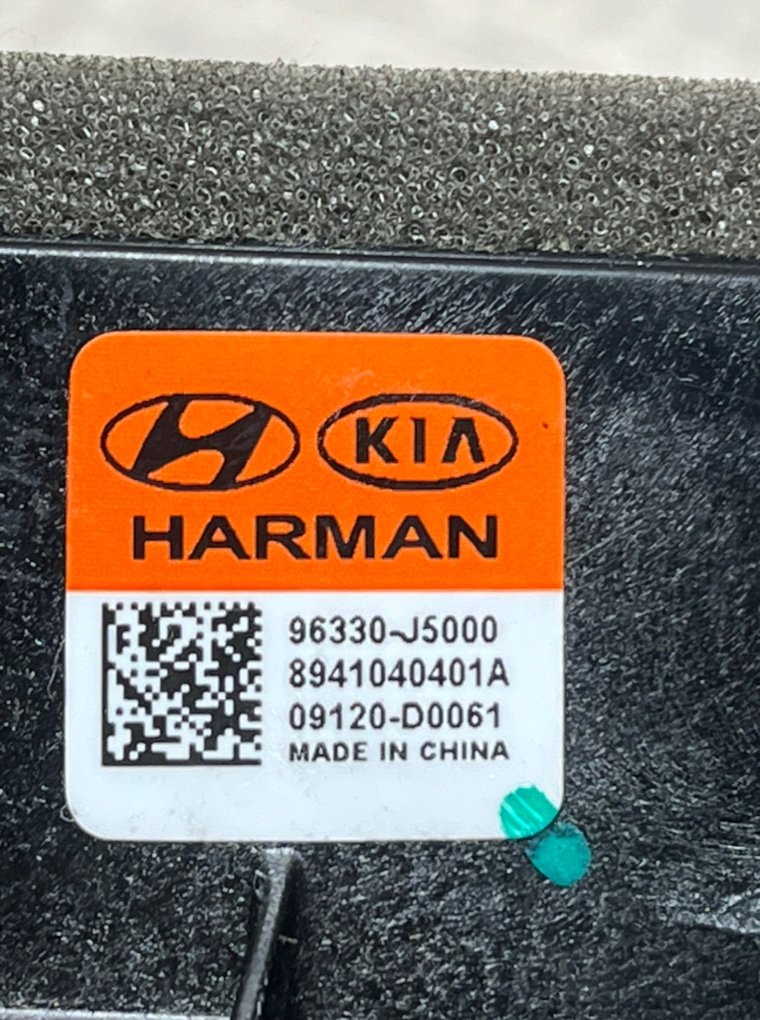 KIA
HARMAN
96330-J5000
8941040401A
09120-D0061
MADE IN CHINA